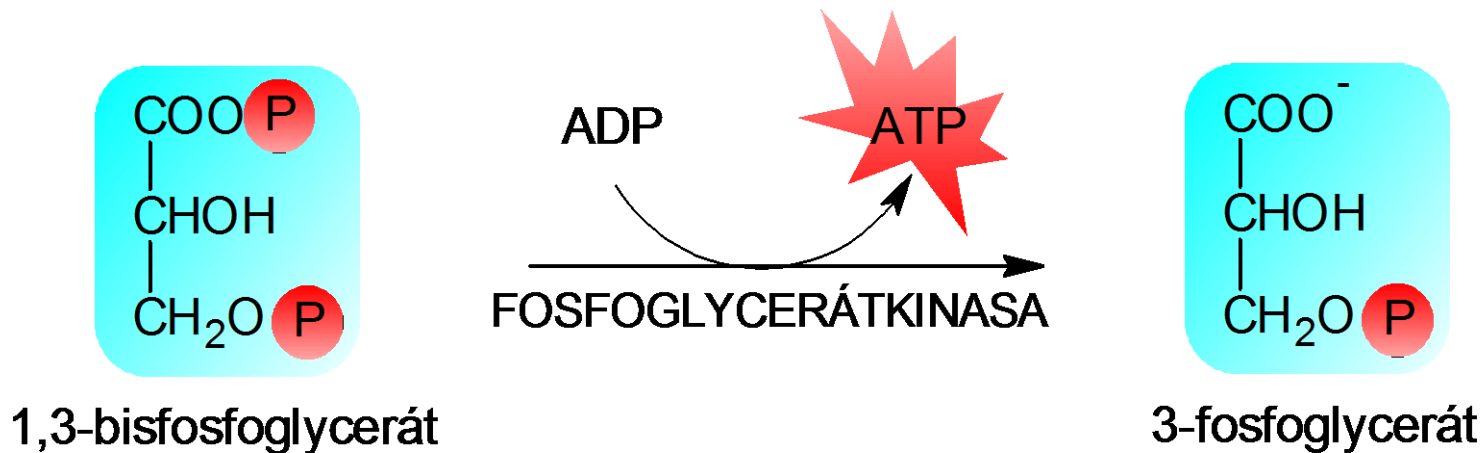 COO P
CHOH
CH₂O P
1,3-bisfosfoglycerát
ADP
ATP
FOSFOGLYCERÁTKINASA
COO⁻
CHOH
CH₂O P
3-fosfoglycerát